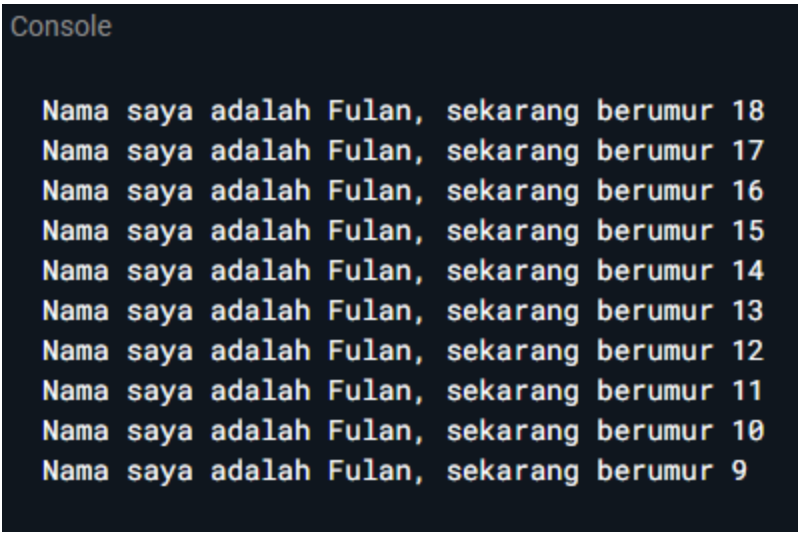 Console
Nama saya adalah Fulan, sekarang berumur 18
Nama saya adalah Fulan, sekarang berumur 17
Nama saya adalah Fulan, sekarang berumur 16
Nama saya adalah Fulan, sekarang berumur 15
Nama saya adalah Fulan, sekarang berumur 14
Nama saya adalah Fulan, sekarang berumur 13
Nama saya adalah Fulan, sekarang berumur 12
Nama saya adalah Fulan, sekarang berumur 11
Nama saya adalah Fulan, sekarang berumur 10
Nama saya adalah Fulan, sekarang berumur 9